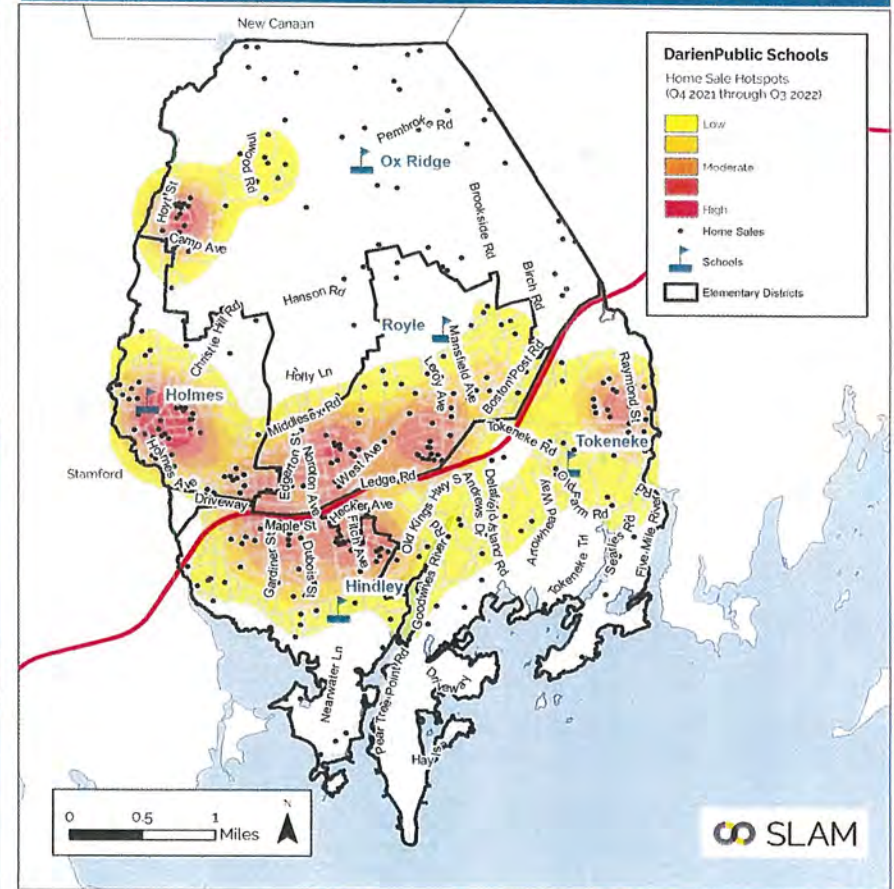 New Canaan
DarienPublic Schools
Home Sale Hotspots
(Q4 2021 through Q3 2022)
Low
Moderate
High
Home Sales
Schools
Elementary Districts
Pembroke Rd
Inwood Rd
Ox Ridge
Hoyt St
Brookside Rd
Camp Ave
Birch Rd
Hanson Rd
Christie Hill Rd
Royle
Mansfield Ave
Leroy Ave
Boston Post Rd
Raymond St
Holly Ln
Holmes
Middlesex Rd
Tokeneke Rd
Tokeneke
Edgerton St
Noroton Ave
West Ave
Holmes Ave
Stamford
Ledge Rd
Driveway
Old Kings Hwy S
Andrews Dr
Delafield Island Rd
Arrowhead Way
Old Farm Rd
Hecker Ave
Maple St
Fitch Ave
Gardiner St
Dubois St
Goodwives River Rd
Tokeneke Trl
Searles Rd
Five Mile River Rd
Hindley
Nearwater Ln
Pear Tree Point Rd
Driveway
Hay Is
0 0.5 1
Miles
N
SLAM